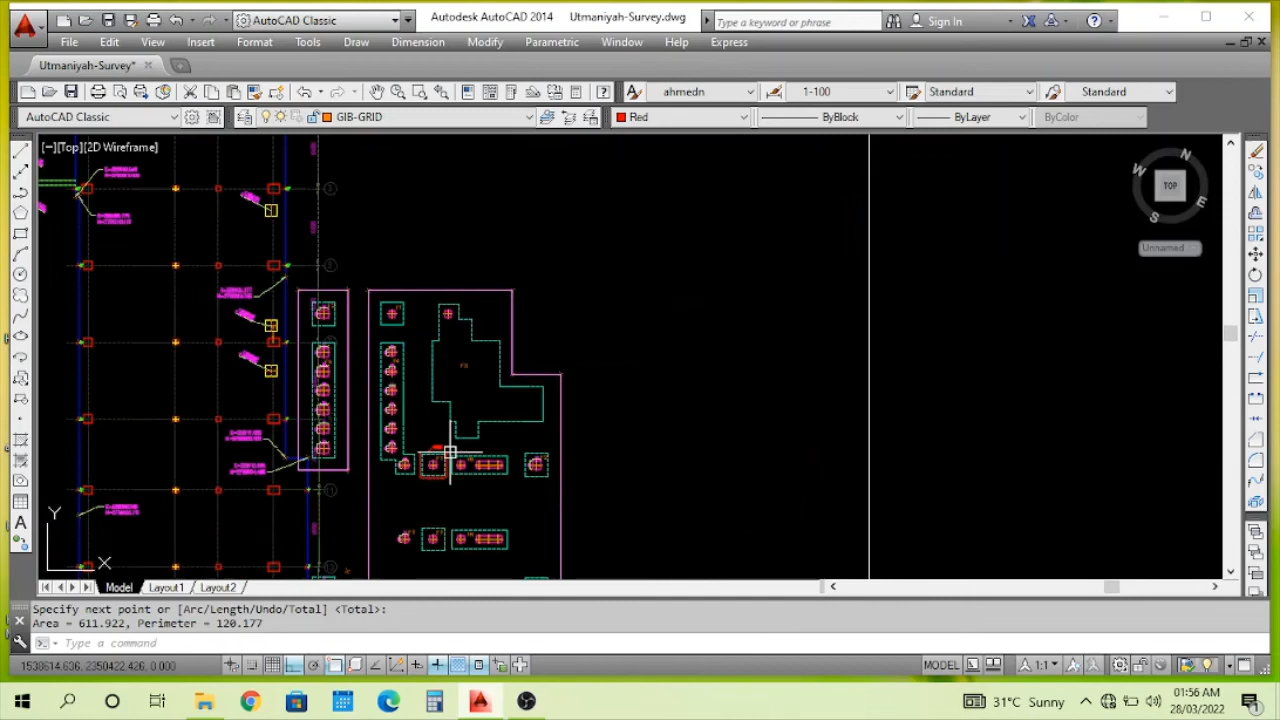 AutoCAD Classic
Autodesk AutoCAD 2014 Utmaniyah-Survey.dwg
Type a keyword or phrase
Sign In
File Edit View Insert Format Tools Draw Dimension Modify Parametric Window Help Express
Utmaniyah-Survey*
ahmedn 1-100 Standard Standard
AutoCAD Classic GIB-GRID Red ByBlock ByLayer ByColor
[−][Top][2D Wireframe]
N
W TOP E
S
Unnamed
11
Y
X
Model Layout1 Layout2
Specify next point or [Arc/Length/Undo/Total] <Total>:
Area = 611.922, Perimeter = 120.177
Type a command
1538614.636, 2350422.426, 0.000
MODEL 1:1
31°C Sunny
01:56 AM
28/03/2022